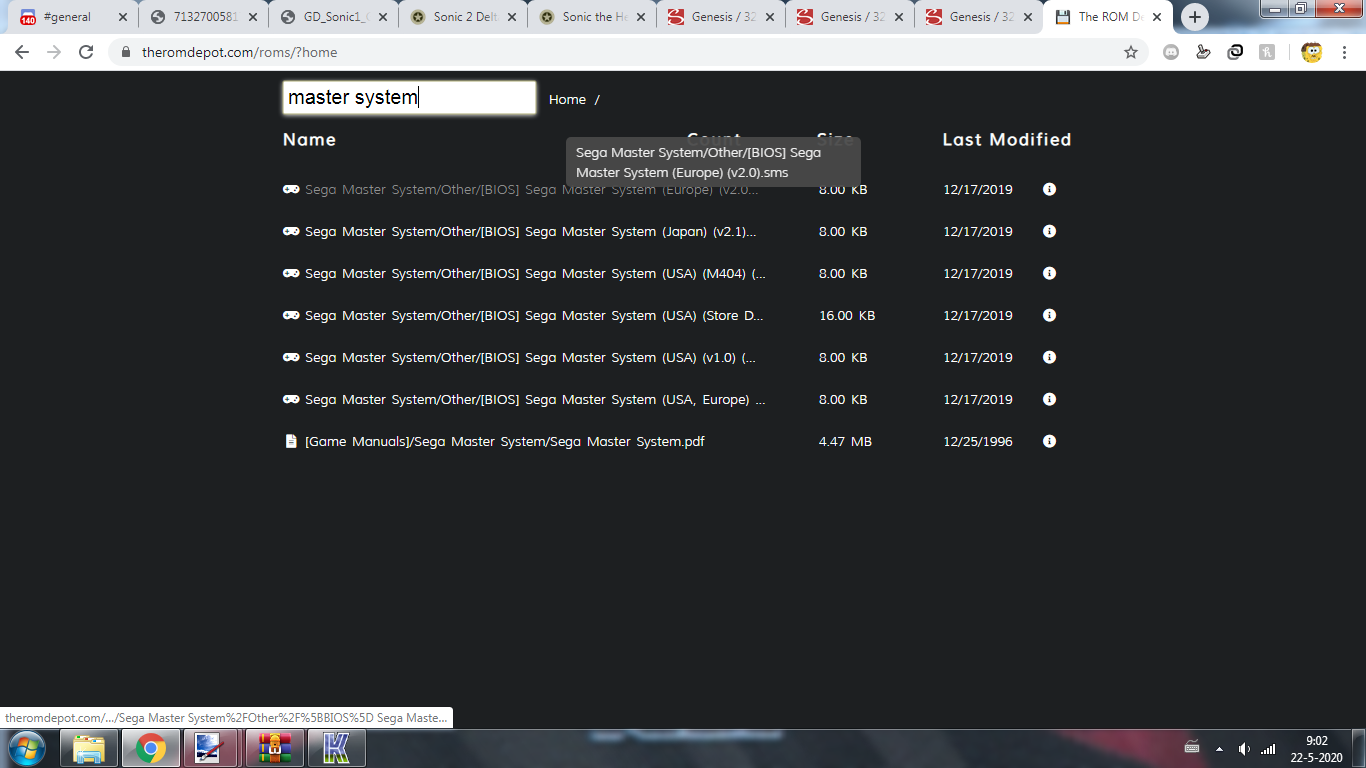 140 #general
7132700581
GD_Sonic1_
Sonic 2 Delt
Sonic the He
Genesis / 32
Genesis / 32
Genesis / 32
The ROM De
theromdepot.com/roms/?home
master system
Home /
Name Count Size Last Modified
Sega Master System/Other/[BIOS] Sega
Master System (Europe) (v2.0).sms
Sega Master System/Other/[BIOS] Sega Master System (Europe) (v2.0... 8.00 KB 12/17/2019
Sega Master System/Other/[BIOS] Sega Master System (Japan) (v2.1)... 8.00 KB 12/17/2019
Sega Master System/Other/[BIOS] Sega Master System (USA) (M404) (... 8.00 KB 12/17/2019
Sega Master System/Other/[BIOS] Sega Master System (USA) (Store D... 16.00 KB 12/17/2019
Sega Master System/Other/[BIOS] Sega Master System (USA) (v1.0) (... 8.00 KB 12/17/2019
Sega Master System/Other/[BIOS] Sega Master System (USA, Europe) ... 8.00 KB 12/17/2019
[Game Manuals]/Sega Master System/Sega Master System.pdf 4.47 MB 12/25/1996
theromdepot.com/.../Sega Master System%2FOther%2F%5BBIOS%5D Sega Maste...
9:02
22-5-2020